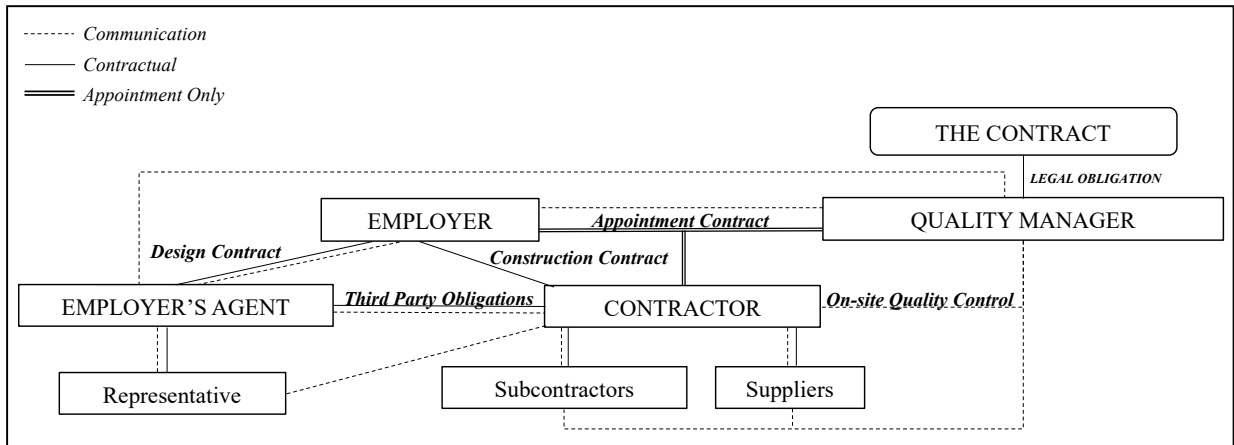 Communication
Contractual
Appointment Only
THE CONTRACT
LEGAL OBLIGATION
EMPLOYER
Appointment Contract
QUALITY MANAGER
Design Contract
Construction Contract
EMPLOYER’S AGENT
Third Party Obligations
CONTRACTOR
On-site Quality Control
Representative
Subcontractors
Suppliers